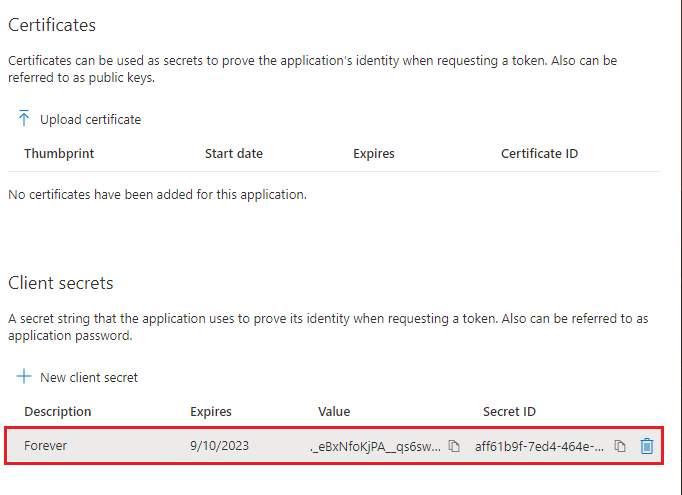 Certificates
Certificates can be used as secrets to prove the application's identity when requesting a token. Also can be
referred to as public keys.
Upload certificate
Thumbprint Start date Expires Certificate ID
No certificates have been added for this application.
Client secrets
A secret string that the application uses to prove its identity when requesting a token. Also can be referred to as
application password.
New client secret
Description Expires Value Secret ID
Forever 9/10/2023 ._eBxNfoKjPA__qs6sw... aff61b9f-7ed4-464e-...